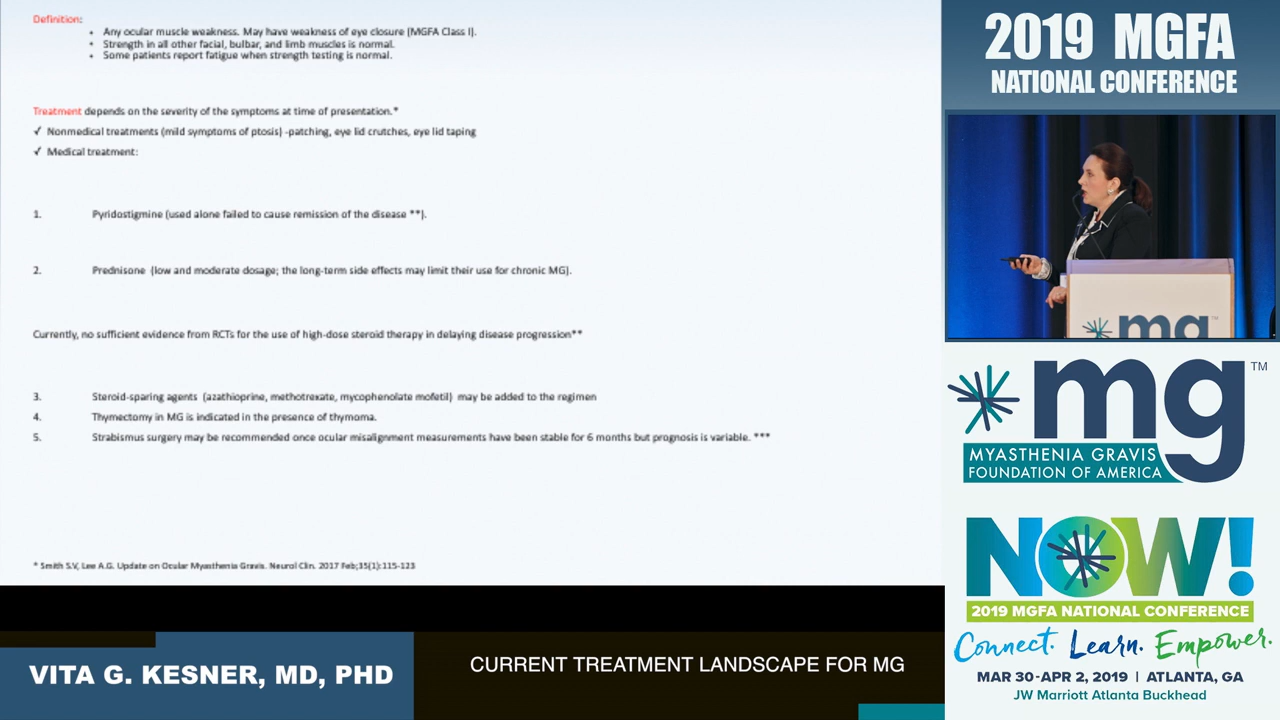 Definition:
• Any ocular muscle weakness. May have weakness of eye closure (MGFA Class I).
• Strength in all other facial, bulbar, and limb muscles is normal.
• Some patients report fatigue when strength testing is normal.
Treatment depends on the severity of the symptoms at time of presentation.*
✓ Nonmedical treatments (mild symptoms of ptosis) -patching, eye lid crutches, eye lid taping
✓ Medical treatment:
1. Pyridostigmine (used alone failed to cause remission of the disease **).
2. Prednisone (low and moderate dosage; the long-term side effects may limit their use for chronic MG).
Currently, no sufficient evidence from RCTs for the use of high-dose steroid therapy in delaying disease progression**
3. Steroid-sparing agents (azathioprine, methotrexate, mycophenolate mofetil) may be added to the regimen
4. Thymectomy in MG is indicated in the presence of thymoma.
5. Strabismus surgery may be recommended once ocular misalignment measurements have been stable for 6 months but prognosis is variable. ***
* Smith S.V, Lee A.G. Update on Ocular Myasthenia Gravis. Neurol Clin. 2017 Feb;35(1):115-123
VITA G. KESNER, MD, PHD
CURRENT TREATMENT LANDSCAPE FOR MG
2019 MGFA
NATIONAL CONFERENCE
mg™
mg™
MYASTHENIA GRAVIS
FOUNDATION OF AMERICA
NOW!
2019 MGFA NATIONAL CONFERENCE
Connect. Learn. Empower.
MAR 30-APR 2, 2019 | ATLANTA, GA
JW Marriott Atlanta Buckhead